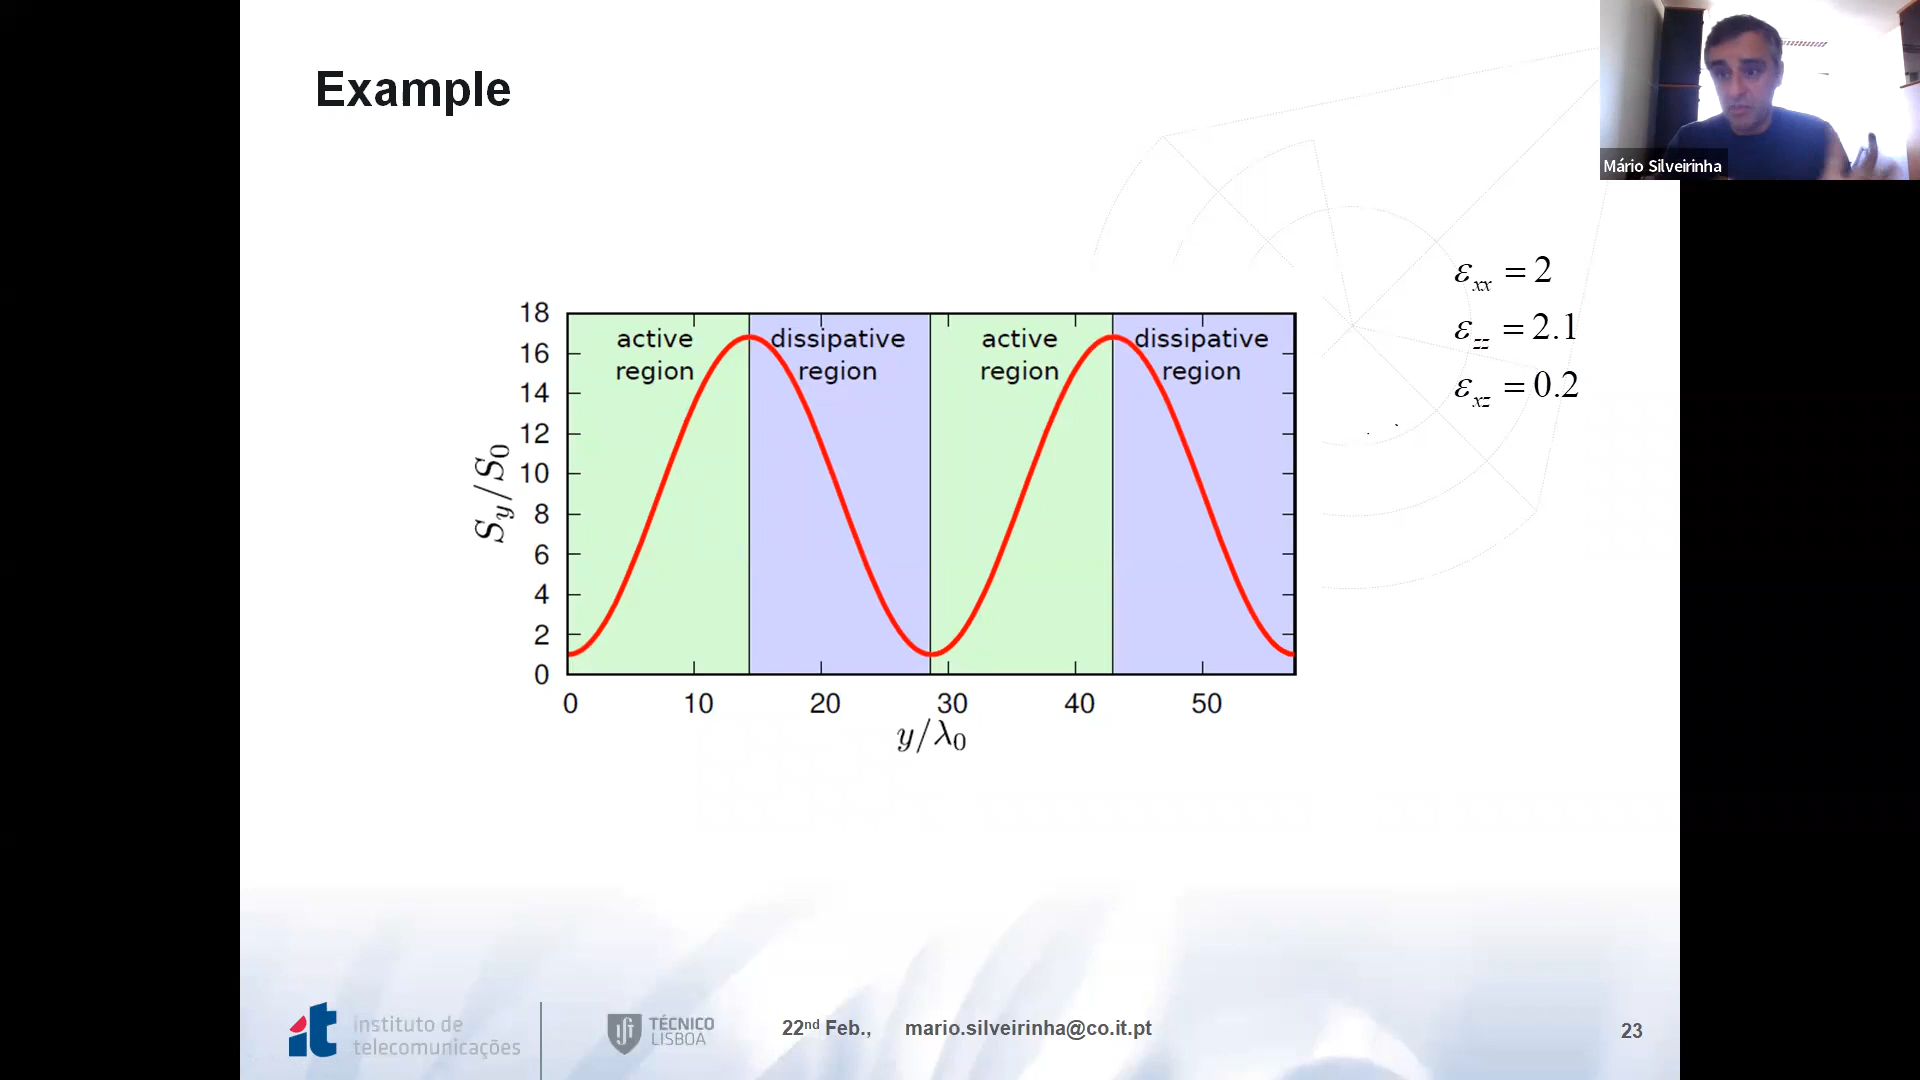 Example
Mário Silveirinha
ε_xx = 2
ε_zz = 2.1
ε_xz = 0.2
18
16
14
12
10
8
6
4
2
0
S_y/S_0
active region
dissipative region
active region
dissipative region
0 10 20 30 40 50
y/λ_0
instituto de telecomunicações
TÉCNICO LISBOA
22nd Feb., mario.silveirinha@co.it.pt
23